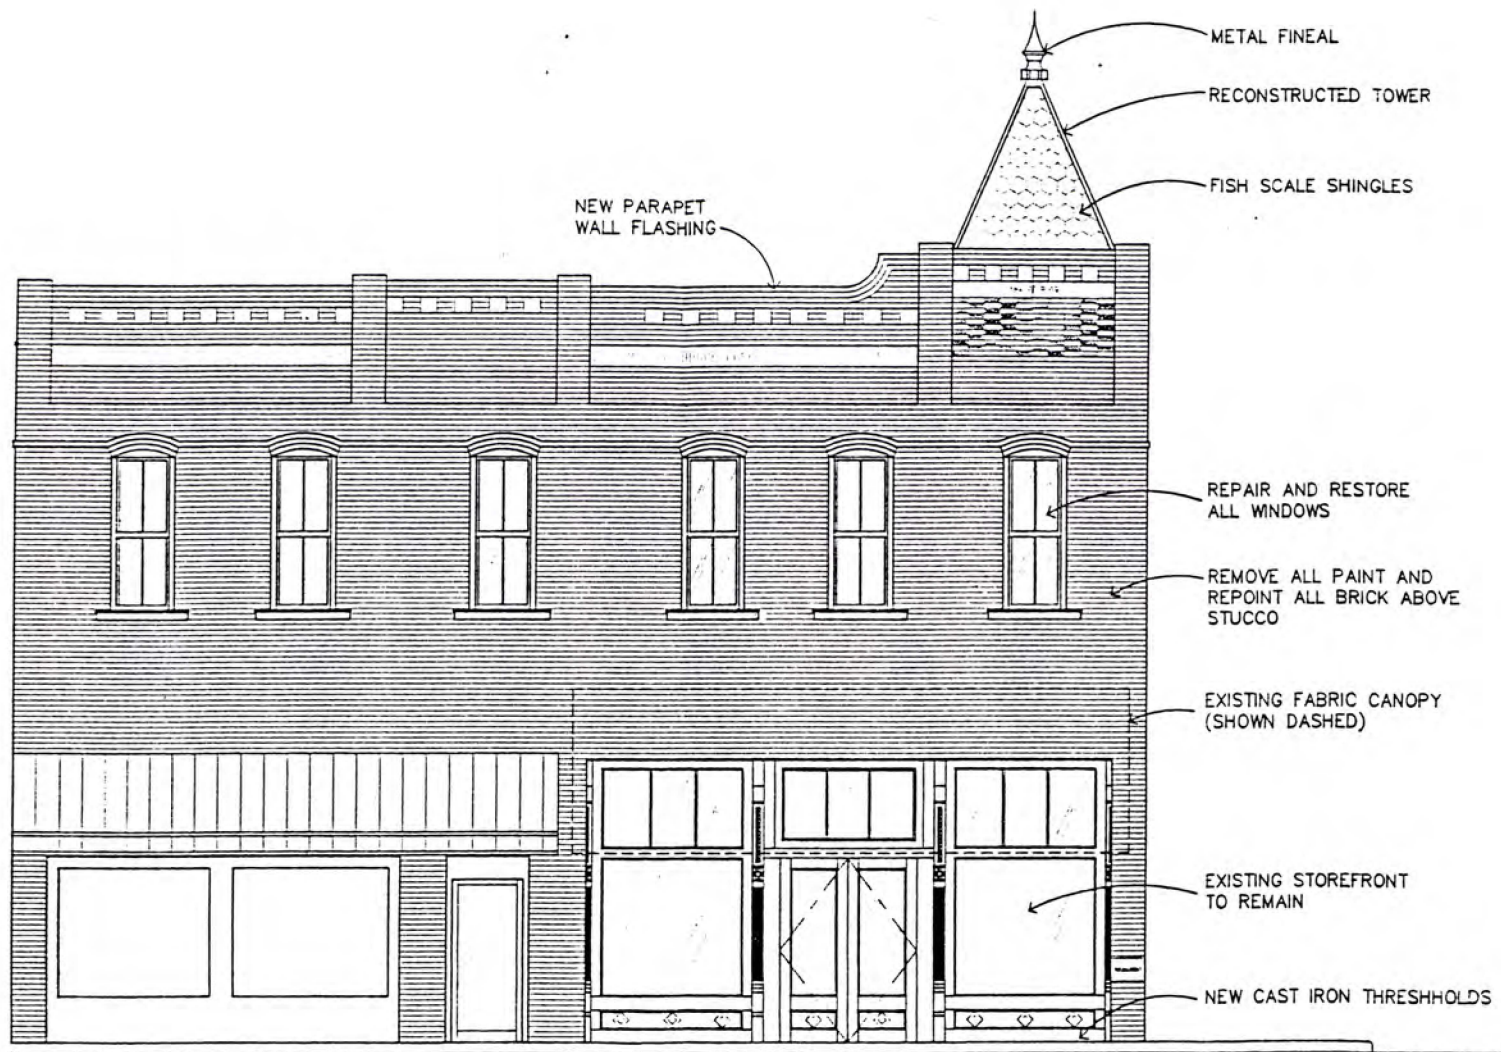 METAL FINEAL
RECONSTRUCTED TOWER
FISH SCALE SHINGLES
NEW PARAPET
WALL FLASHING
REPAIR AND RESTORE
ALL WINDOWS
REMOVE ALL PAINT AND
REPOINT ALL BRICK ABOVE
STUCCO
EXISTING FABRIC CANOPY
(SHOWN DASHED)
EXISTING STOREFRONT
TO REMAIN
NEW CAST IRON THRESHHOLDS